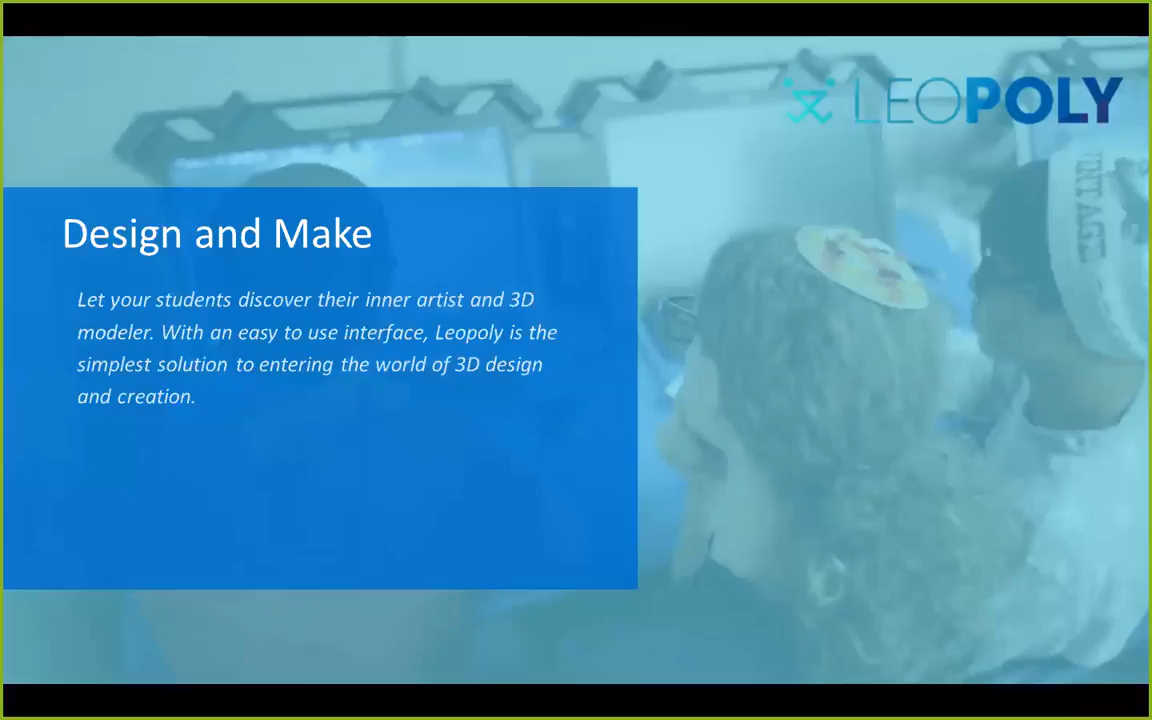 LEOPOLY
VINTAGE
Design and Make
Let your students discover their inner artist and 3D
modeler. With an easy to use interface, Leopoly is the
simplest solution to entering the world of 3D design
and creation.